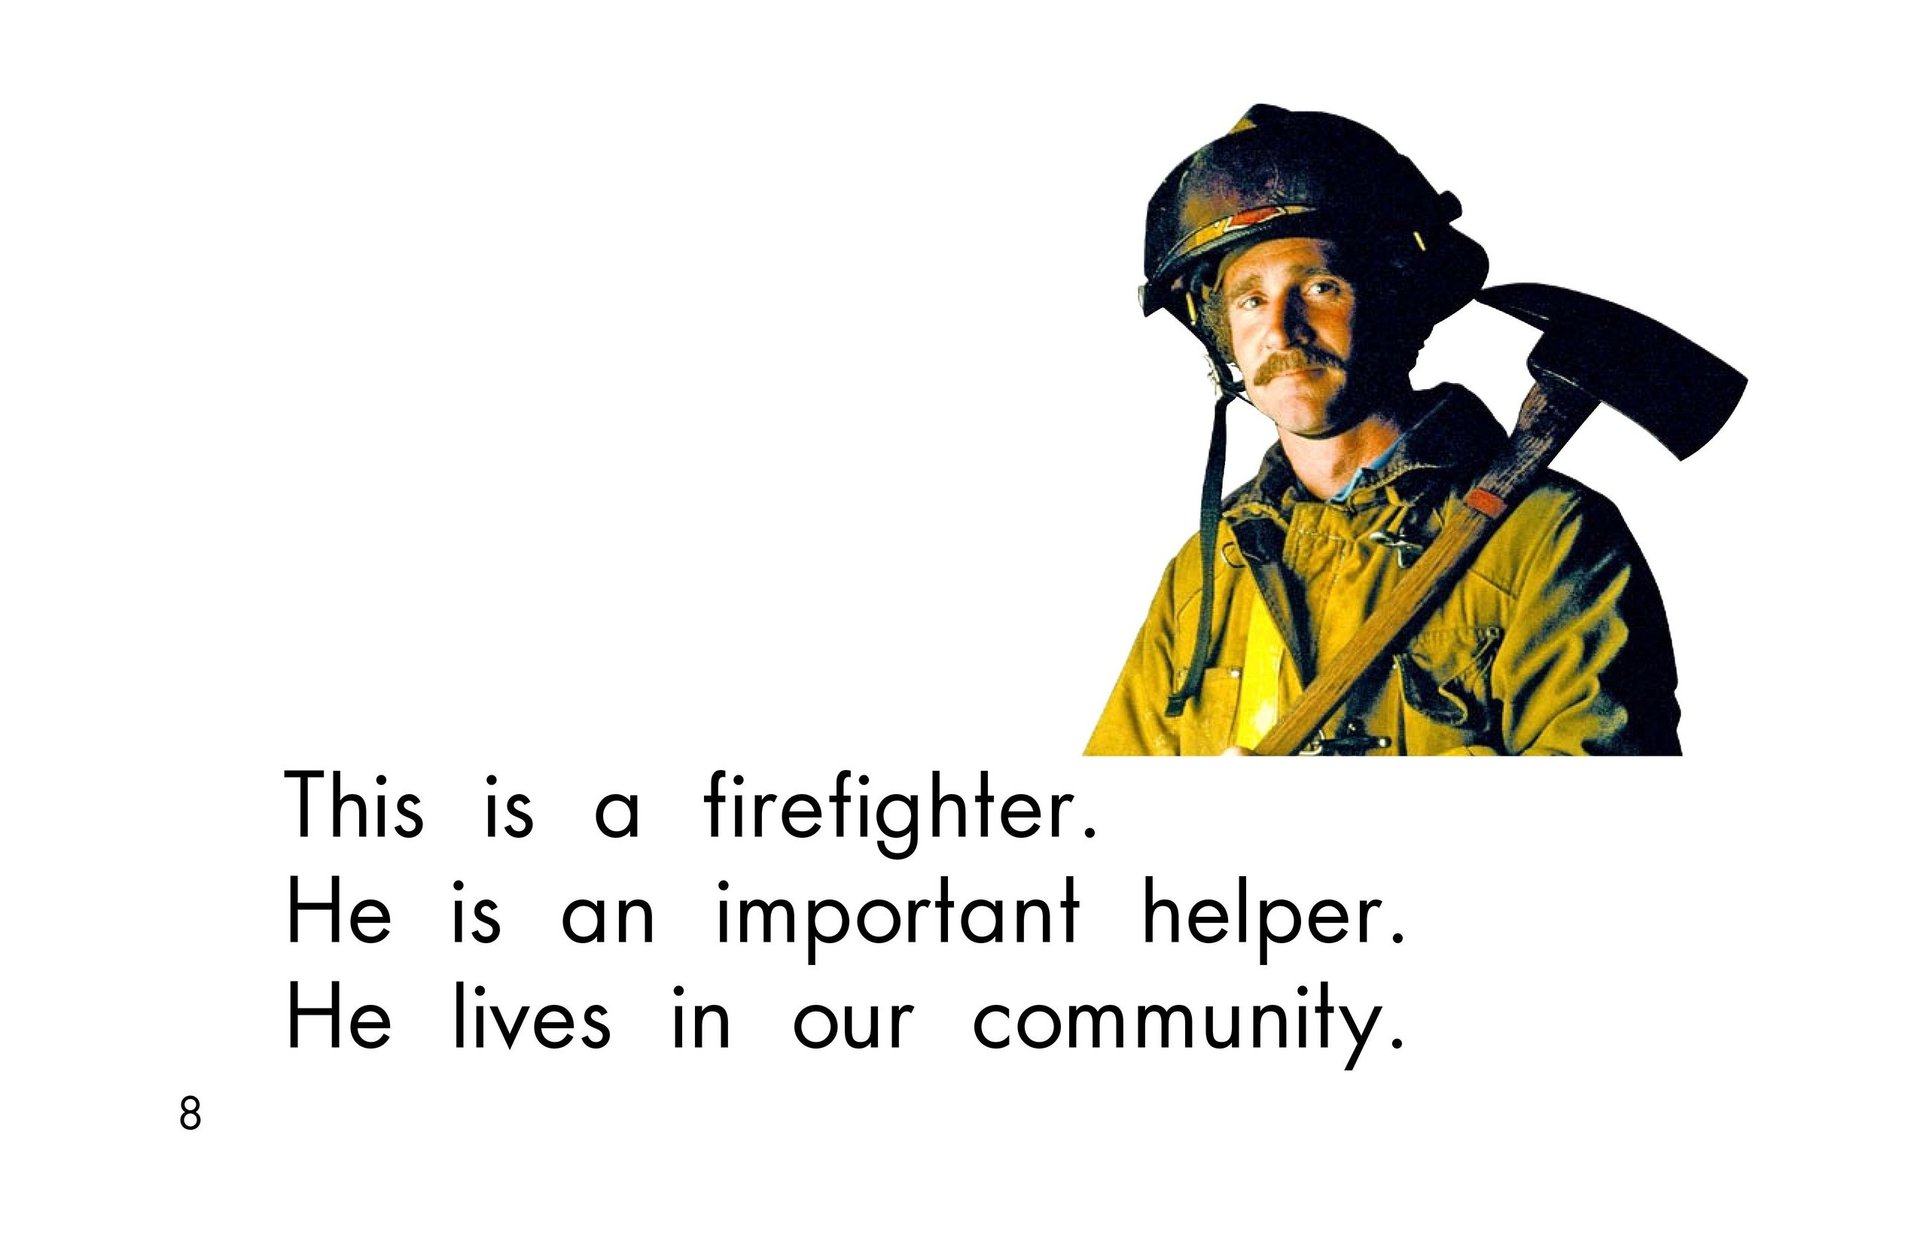 This is a firefighter.
He is an important helper.
He lives in our community.
8